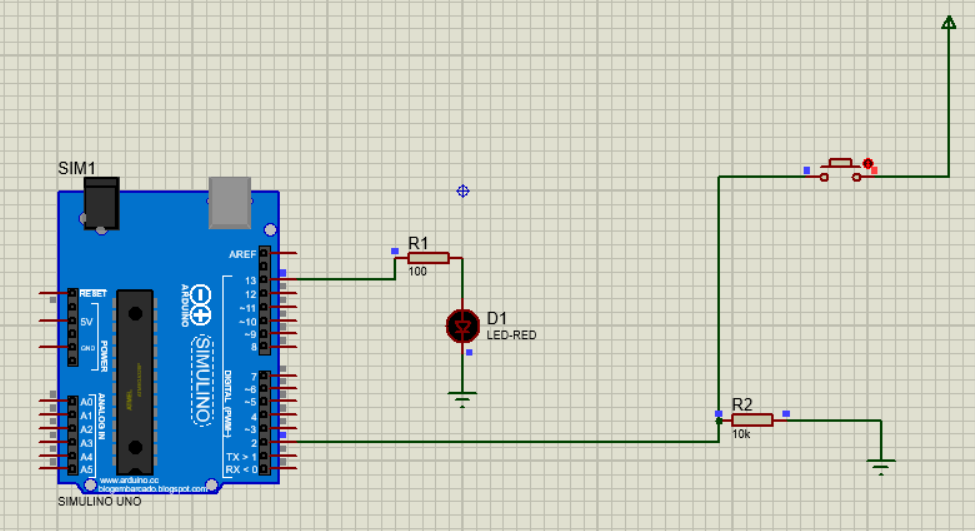 SIM1
AREF
13
12
~11
~10
~9
8
RESET
5V
GND
POWER
ARDUINO
SIMULINO
R1
100
D1
LED-RED
7
~6
~5
4
~3
2
TX > 1
RX < 0
DIGITAL (PWM~)
A0
A1
A2
A3
A4
A5
ANALOG IN
www.arduino.cc
blogembarcado.blogspot.com
SIMULINO UNO
R2
10k